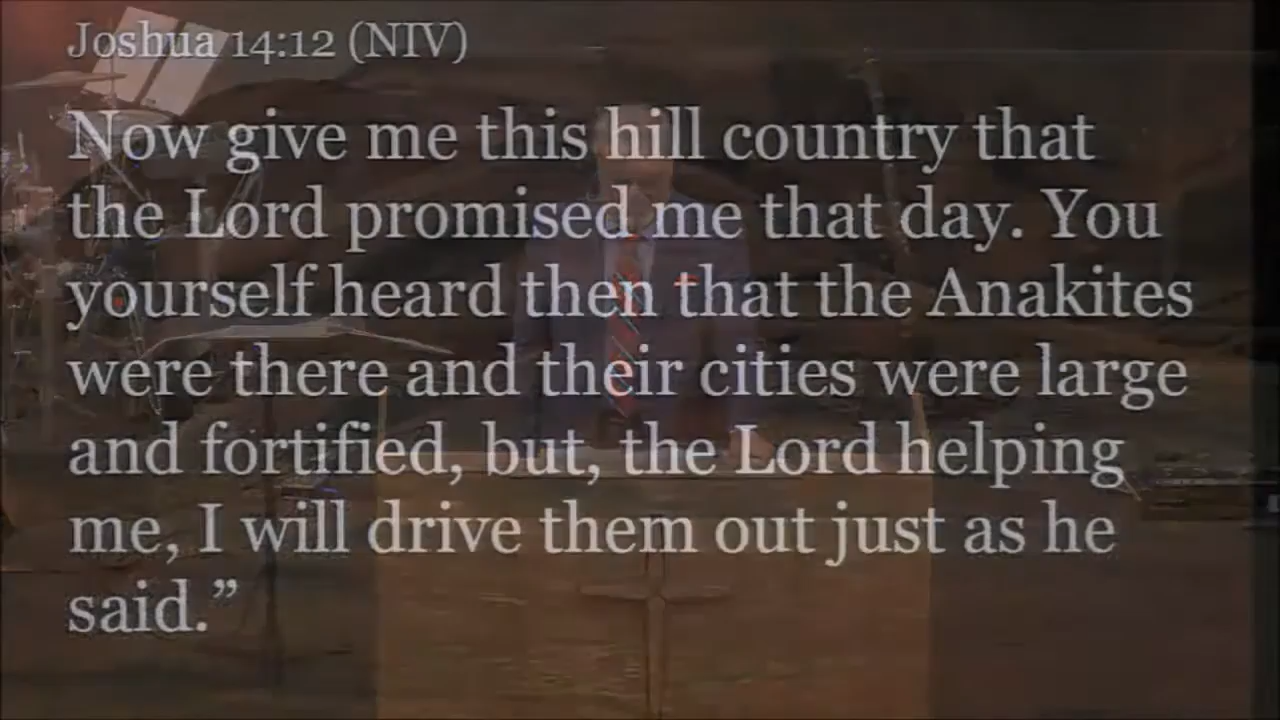 Joshua 14:12 (NIV)
Now give me this hill country that
the Lord promised me that day. You
yourself heard then that the Anakites
were there and their cities were large
and fortified, but, the Lord helping
me, I will drive them out just as he
said.”